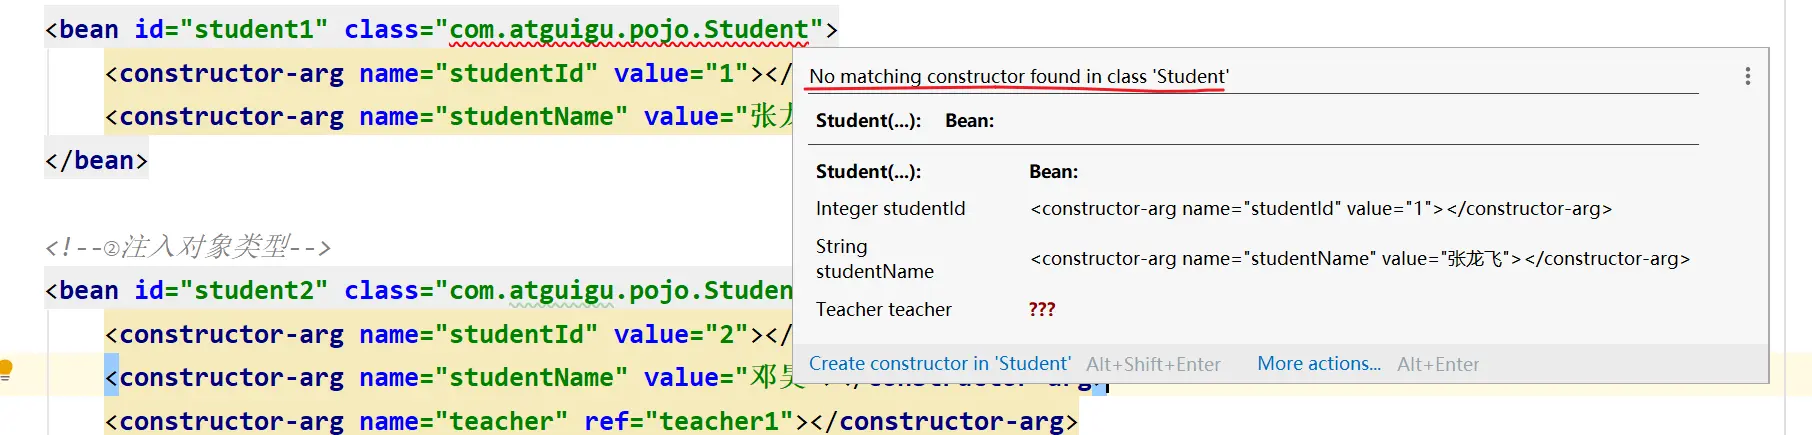 <bean id="student1" class="com.atguigu.pojo.Student">
<constructor-arg name="studentId" value="1"></
<constructor-arg name="studentName" value="张龙
</bean>
<!--②注入对象类型-->
<bean id="student2" class="com.atguigu.pojo.Studen
<constructor-arg name="studentId" value="2"></
<constructor-arg name="studentName" value="邓昊"></constructor-arg>
<constructor-arg name="teacher" ref="teacher1"></constructor-arg>
No matching constructor found in class 'Student'
Student(...): Bean:
Student(...): Bean:
Integer studentId <constructor-arg name="studentId" value="1"></constructor-arg>
String
studentName <constructor-arg name="studentName" value="张龙飞"></constructor-arg>
Teacher teacher ???
Create constructor in 'Student' Alt+Shift+Enter More actions... Alt+Enter